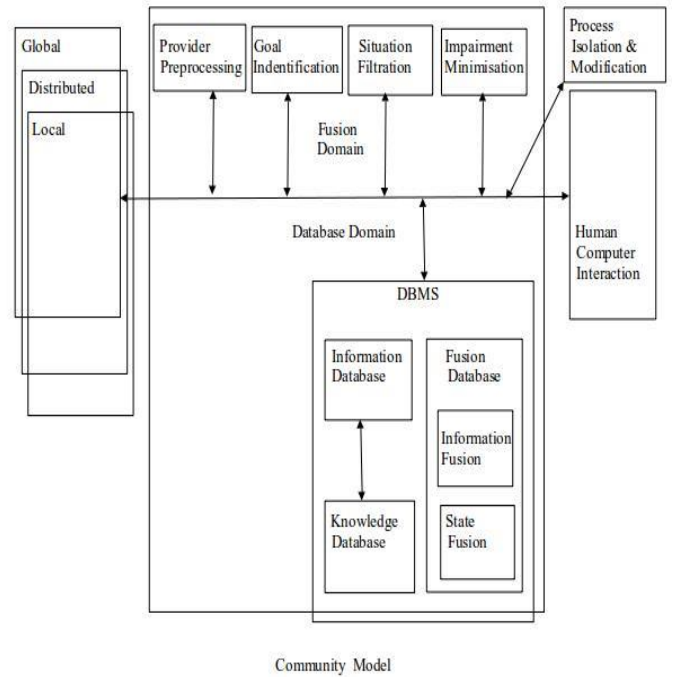 Global
Distributed
Local
Provider
Preprocessing
Goal
Indentification
Situation
Filtration
Impairment
Minimisation
Process
Isolation &
Modification
Fusion
Domain
Database Domain
Human
Computer
Interaction
DBMS
Information
Database
Fusion
Database
Information
Fusion
Knowledge
Database
State
Fusion
Community Model